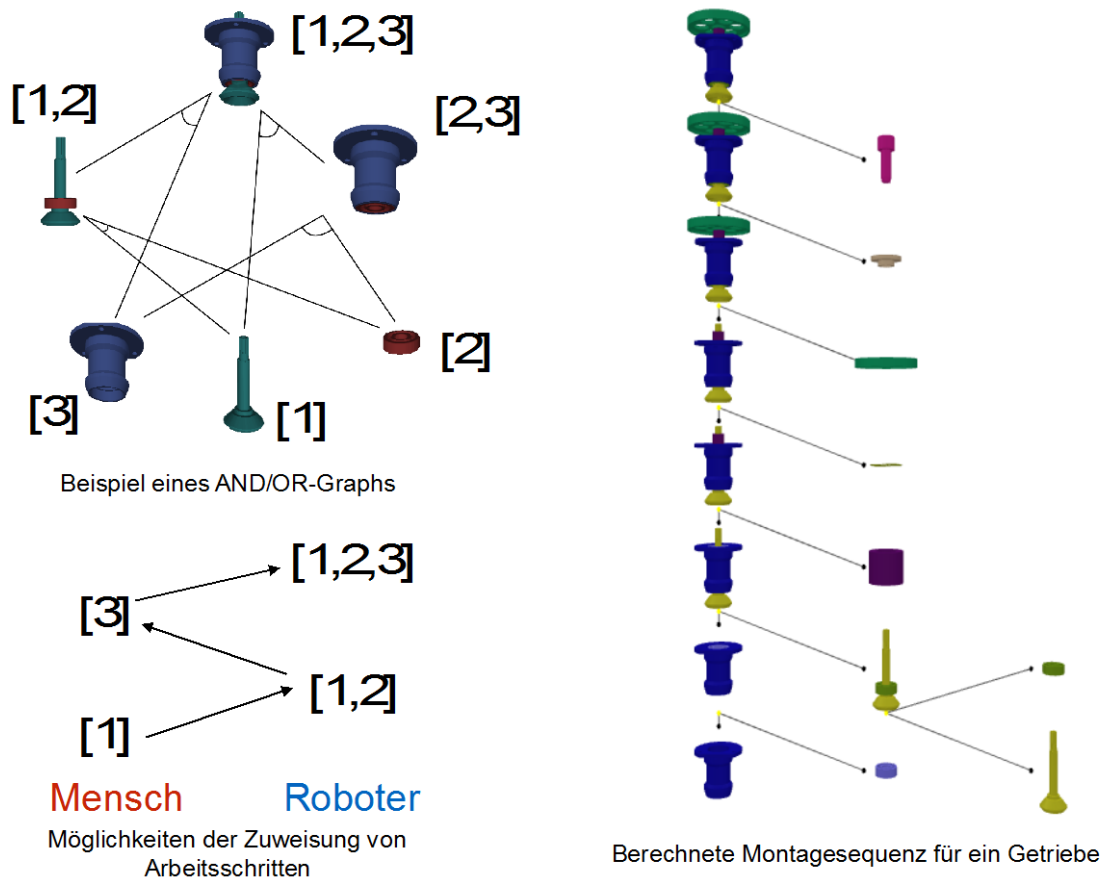 [1,2,3]
[1,2]
[2,3]
[2]
[3]
[1]
Beispiel eines AND/OR-Graphs
[1,2,3]
[3]
[1,2]
[1]
Mensch
Roboter
Möglichkeiten der Zuweisung von
Arbeitsschritten
Berechnete Montagesequenz für ein Getriebe